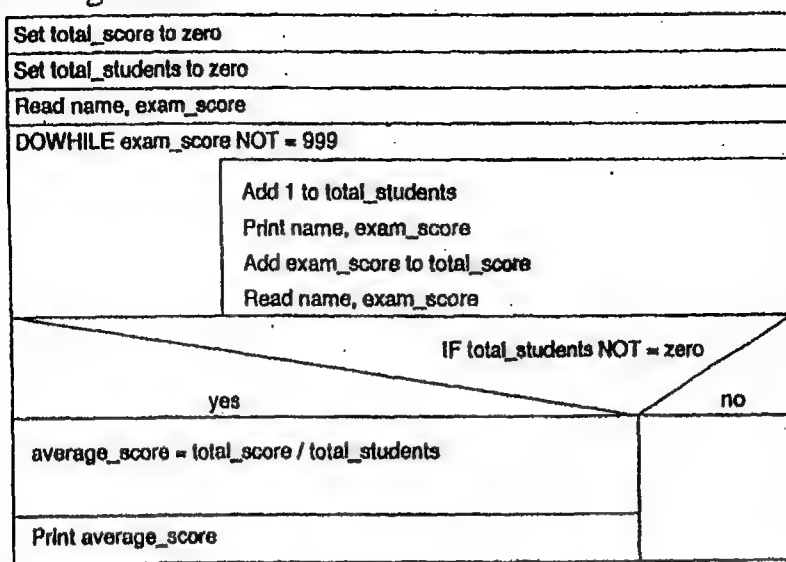 Set total_score to zero
Set total_students to zero
Read name, exam_score
DOWHILE exam_score NOT = 999
Add 1 to total_students
Print name, exam_score
Add exam_score to total_score
Read name, exam_score
IF total_students NOT = zero
yes
no
average_score = total_score / total_students
Print average_score